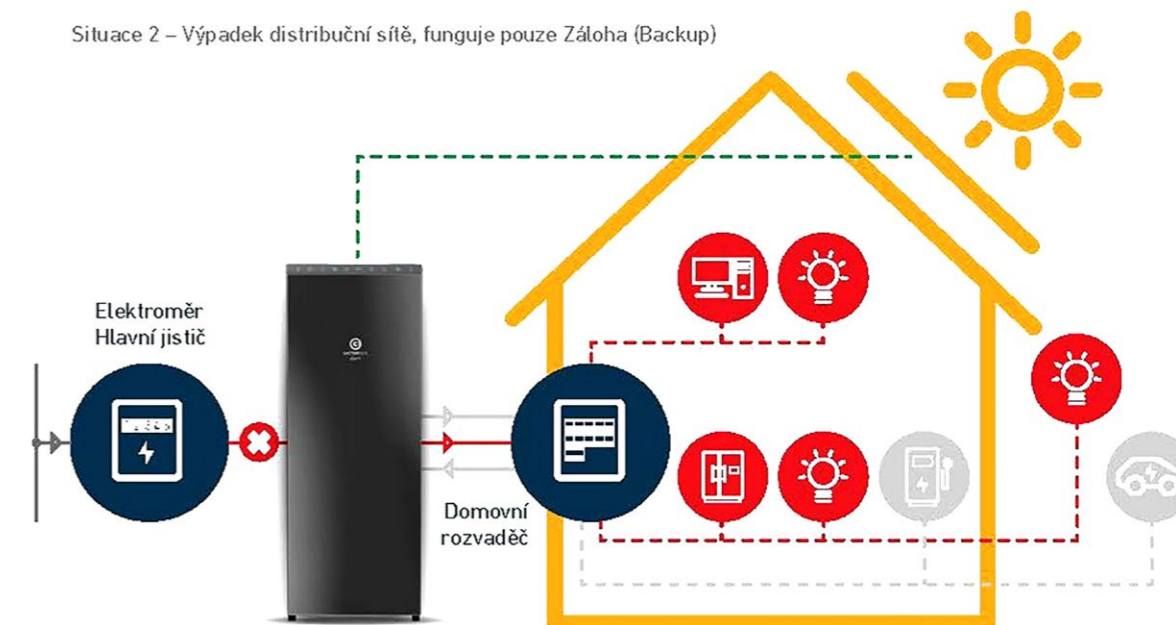 Situace 2 – Výpadek distribuční sítě, funguje pouze Záloha (Backup)
Elektroměr
Hlavní jistič
Domovní
rozvaděč